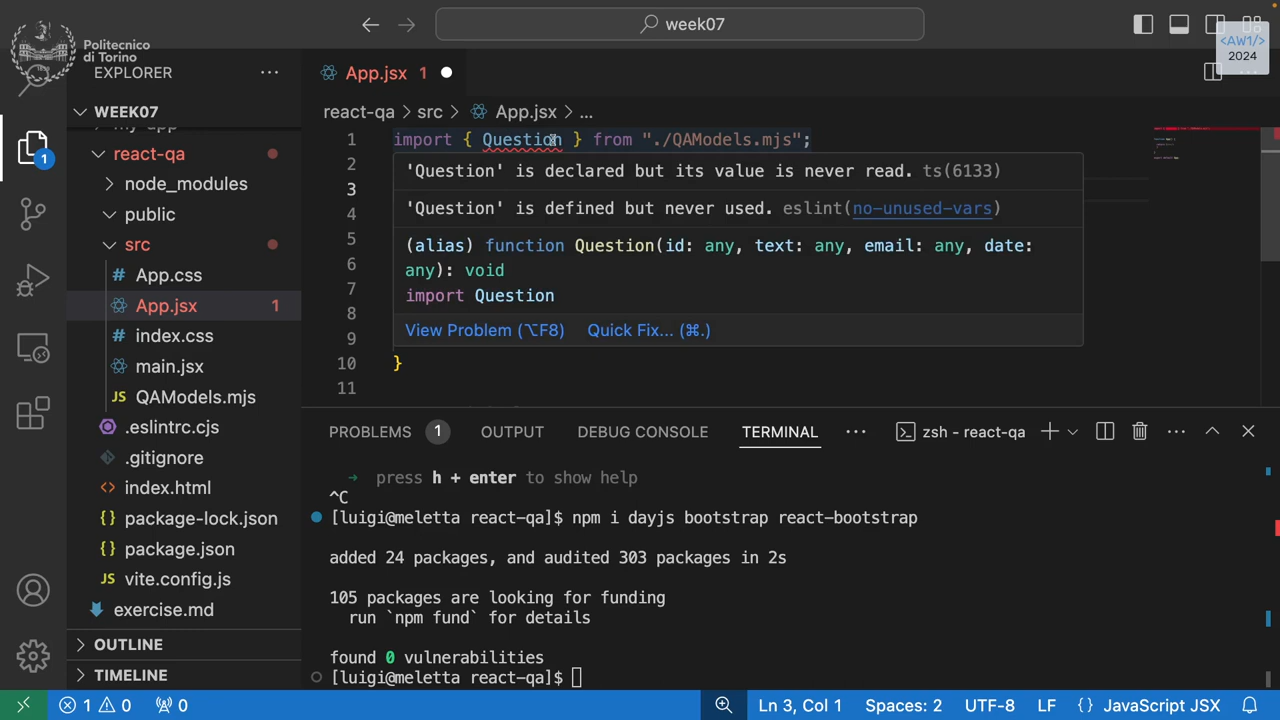 week07
Politecnico
di Torino
<AW1/>
2024
EXPLORER
App.jsx 1
WEEK07
react-qa > src > App.jsx > ...
my-app
react-qa
node_modules
public
src
App.css
App.jsx 1
index.css
main.jsx
QAModels.mjs
.eslintrc.cjs
.gitignore
index.html
package-lock.json
package.json
vite.config.js
exercise.md
OUTLINE
TIMELINE
1 import { Question } from "./QAModels.mjs";
2
3
4
5
6
7
8
9
10 }
11
'Question' is declared but its value is never read. ts(6133)
'Question' is defined but never used. eslint(no-unused-vars)
(alias) function Question(id: any, text: any, email: any, date:
any): void
import Question
View Problem (⌥F8) Quick Fix... (⌘.)
PROBLEMS 1 OUTPUT DEBUG CONSOLE TERMINAL ... zsh - react-qa
→ press h + enter to show help
^C
[luigi@meletta react-qa]$ npm i dayjs bootstrap react-bootstrap
added 24 packages, and audited 303 packages in 2s
105 packages are looking for funding
run `npm fund` for details
found 0 vulnerabilities
[luigi@meletta react-qa]$
1 0 0 Ln 3, Col 1 Spaces: 2 UTF-8 LF {} JavaScript JSX